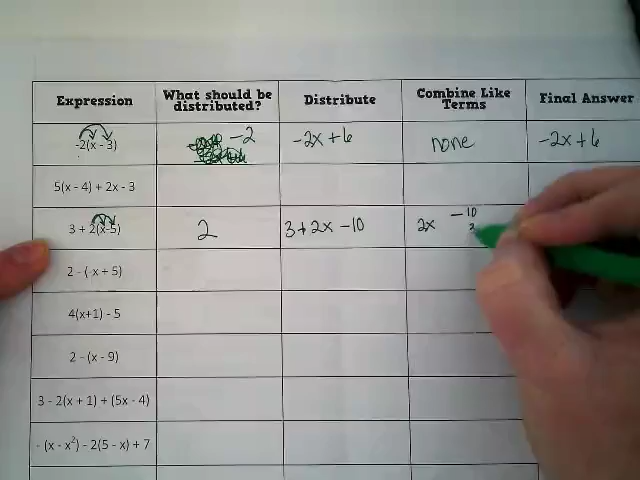 Expression What should be distributed? Distribute Combine Like Terms Final Answer
-2(x - 3) -2 -2x + 6 none -2x + 6
5(x - 4) + 2x - 3
3 + 2(x-5) 2 3 + 2x - 10 2x - 10
2 - (-x + 5)
4(x+1) - 5
2 - (x - 9)
3 - 2(x + 1) + (5x - 4)
- (x - x²) - 2(5 - x) + 7